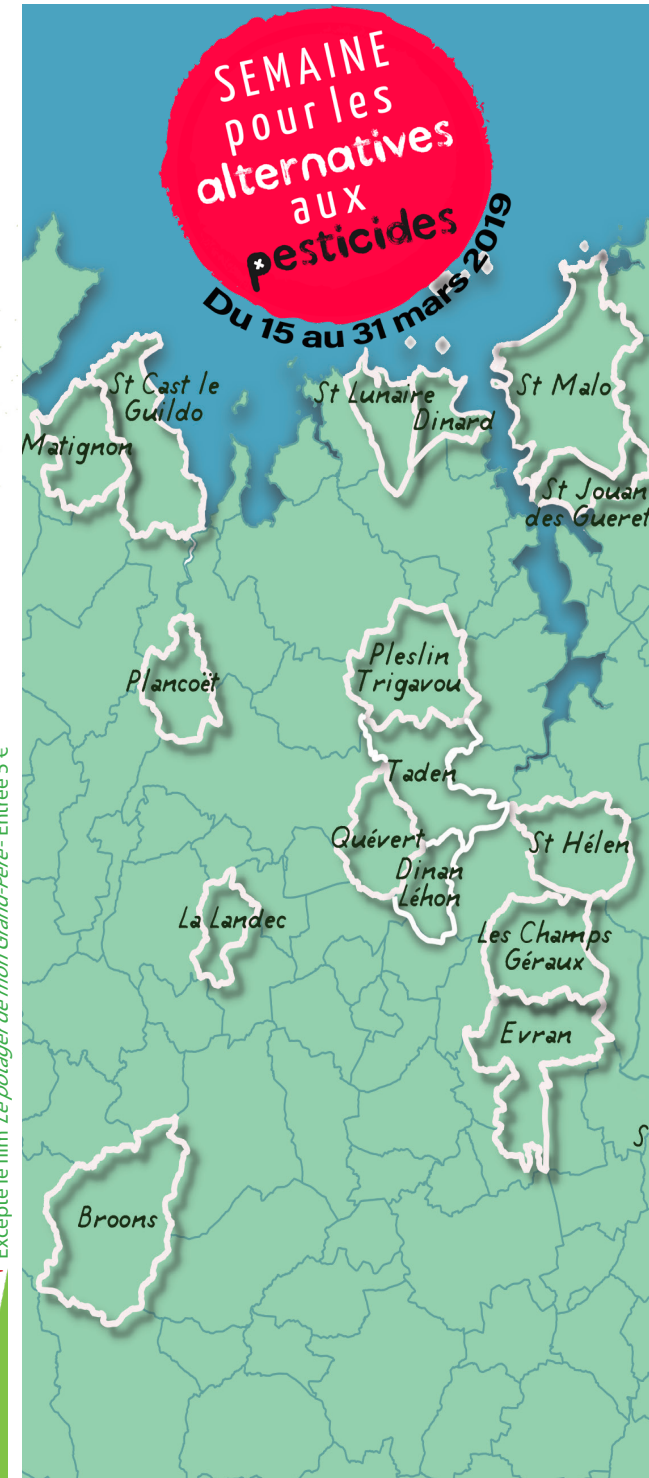 SEMAINE
pour les
alternatives
aux
pesticides
Du 15 au 31 mars 2019
St Cast le
Guildo
Matignon
St Lunaire
Dinard
St Malo
St Jouan
des Gueret
Plancoët
Pleslin
Trigavou
Taden
Quévert
Dinan
Léhon
St Hélen
La Landec
Les Champs
Géraux
Evran
S
Broons
Excepté le film Le potager de mon Grand-Père- Entrée 5 €